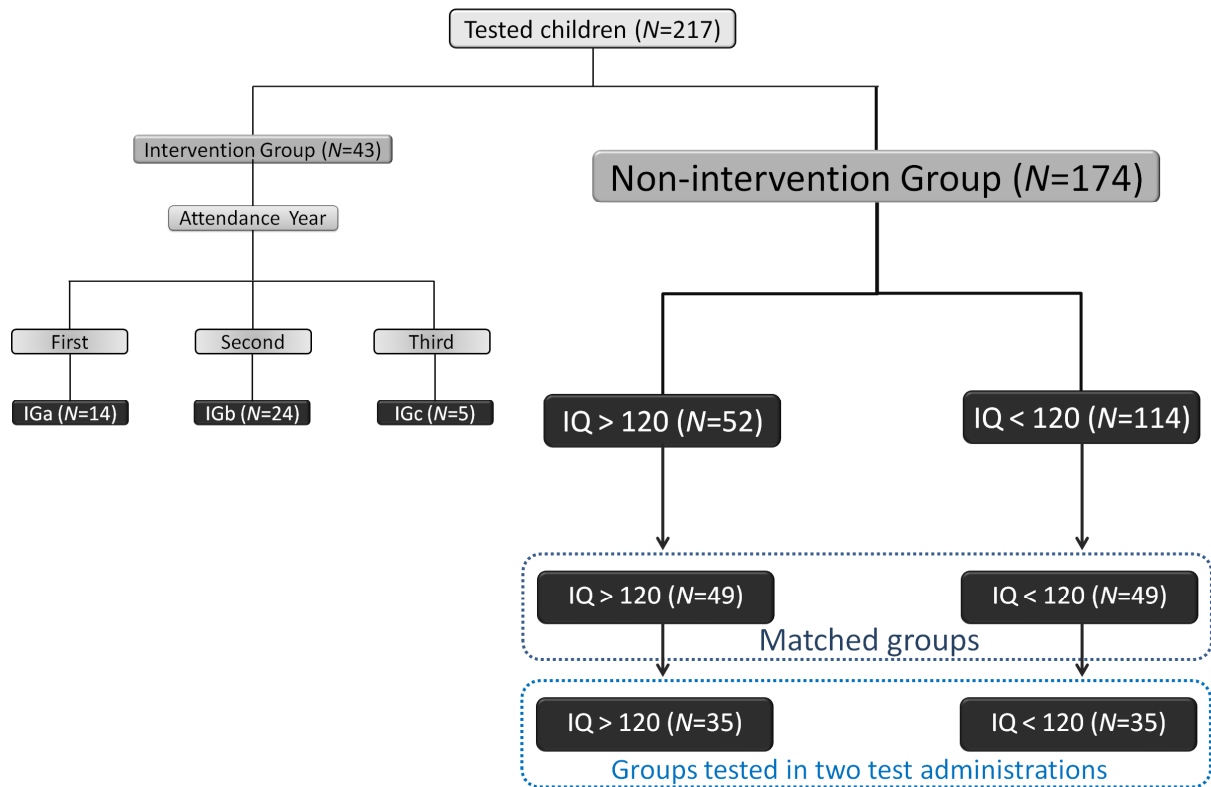 Tested children (N=217)
Intervention Group (N=43)
Non-intervention Group (N=174)
Attendance Year
First
Second
Third
IGa (N=14)
IGb (N=24)
IGc (N=5)
IQ > 120 (N=52)
IQ < 120 (N=114)
IQ > 120 (N=49)
IQ < 120 (N=49)
Matched groups
IQ > 120 (N=35)
IQ < 120 (N=35)
Groups tested in two test administrations